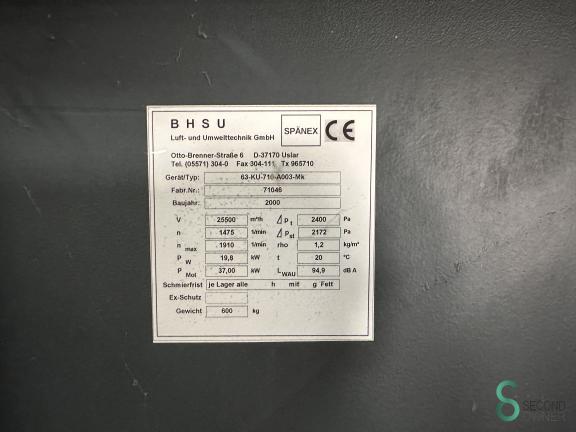 B H S U
Luft- und Umwelttechnik GmbH
SPÄNEX CE
Otto-Brenner-Straße 6 D-37170 Uslar
Tel. (05571) 304-0 Fax 304-111 Tx 965710
Gerät/Typ: 63-KU-710-A003-Mk
Fabr.Nr.: 71046
Baujahr: 2000
V 25500 m³/h Δ pt 2400 Pa
n 1475 1/min Δ pst 2172 Pa
n max 1910 1/min rho 1,2 kg/m³
P W 19,8 kW t 20 °C
P Mot 37,00 kW L WAU 94,9 dB A
Schmierfrist je Lager alle h mit g Fett
Ex-Schutz
Gewicht 600 kg
SECOND
OWNER